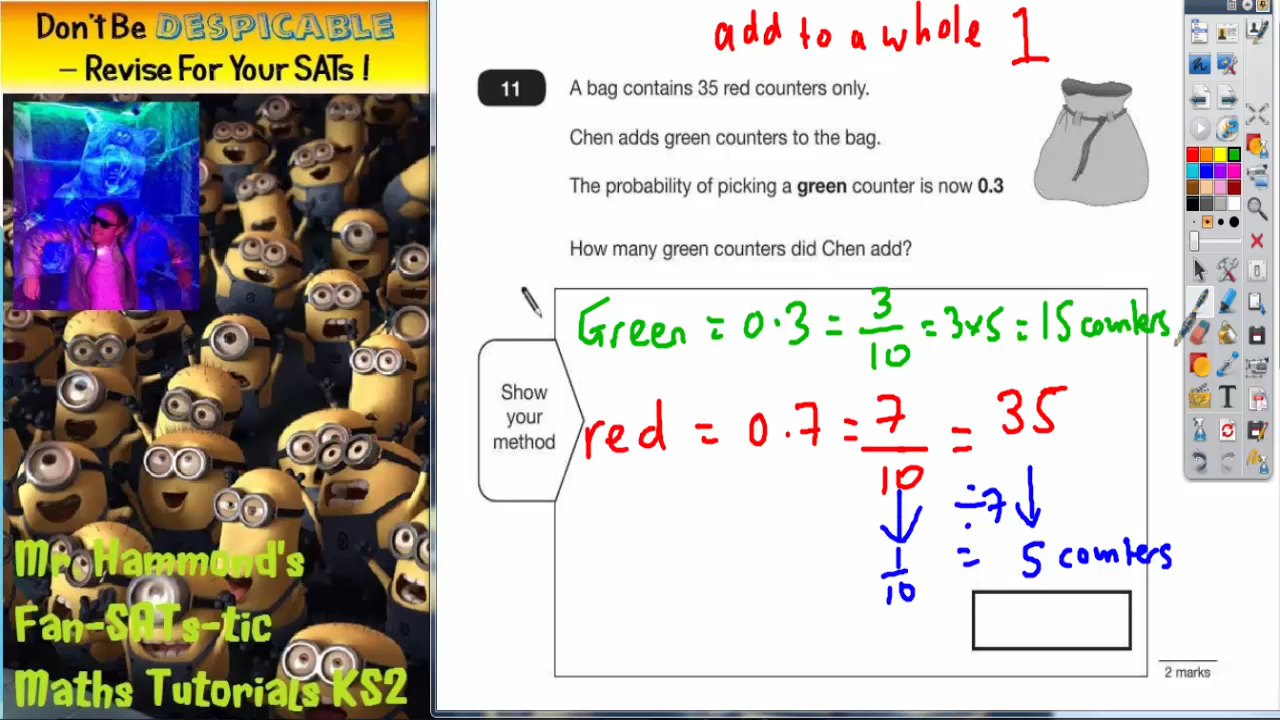 Don't Be DESPICABLE
– Revise For Your SATs !
Mr Hammond's
Fan-SATs-tic
Maths Tutorials KS2
add to a whole 1
11
A bag contains 35 red counters only.
Chen adds green counters to the bag.
The probability of picking a green counter is now 0.3
How many green counters did Chen add?
Show
your
method
Green = 0.3 = 3/10 = 3x5 = 15 counters
red = 0.7 = 7/10 = 35
÷7
1/10 = 5 counters
2 marks